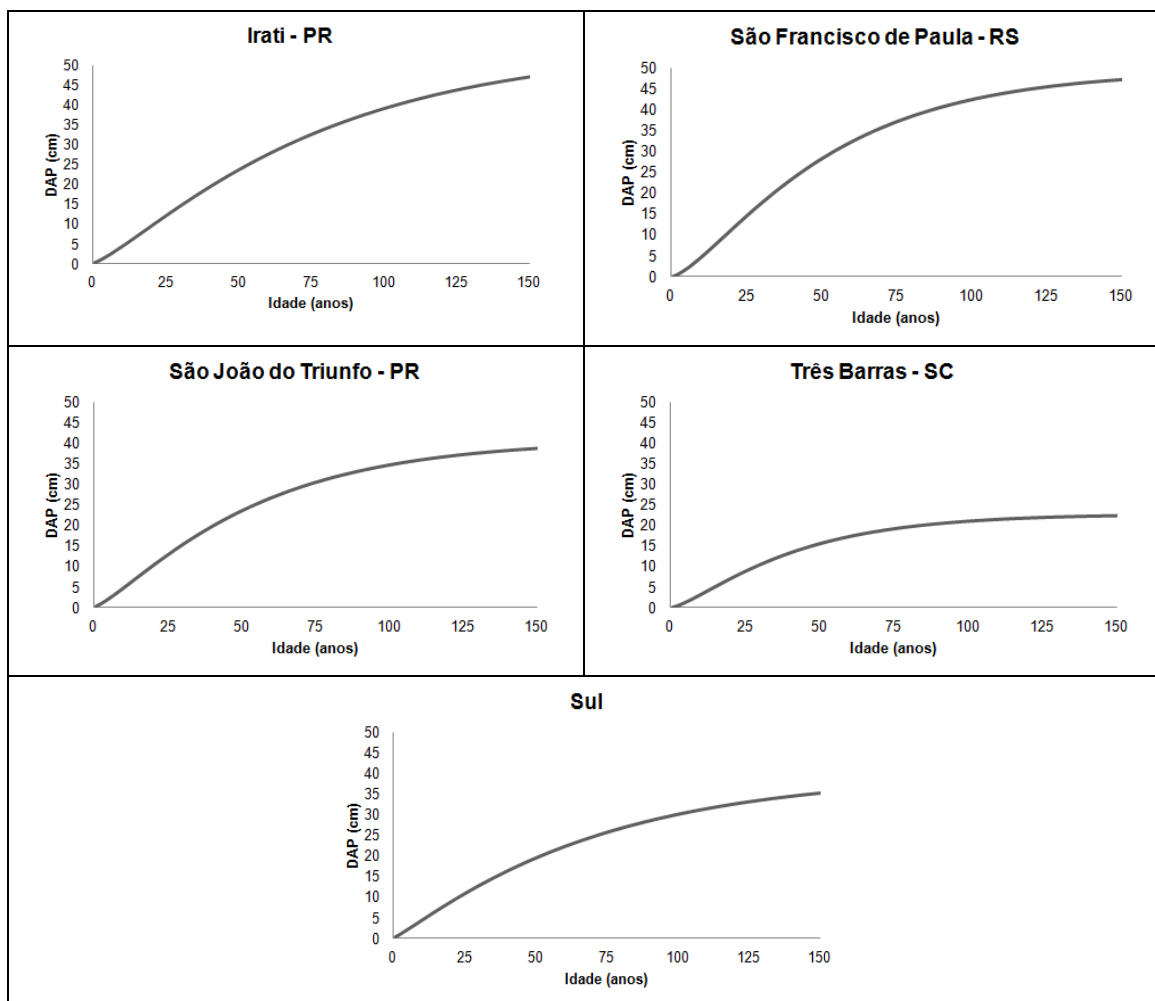 Irati - PR
50
45
40
35
30
25
20
15
10
5
0
DAP (cm)
0 25 50 75 100 125 150
Idade (anos)
São Francisco de Paula - RS
50
45
40
35
30
25
20
15
10
5
0
DAP (cm)
0 25 50 75 100 125 150
Idade (anos)
São João do Triunfo - PR
50
45
40
35
30
25
20
15
10
5
0
DAP (cm)
0 25 50 75 100 125 150
Idade (anos)
Três Barras - SC
50
45
40
35
30
25
20
15
10
5
0
DAP (cm)
0 25 50 75 100 125 150
Idade (anos)
Sul
50
45
40
35
30
25
20
15
10
5
0
DAP (cm)
0 25 50 75 100 125 150
Idade (anos)